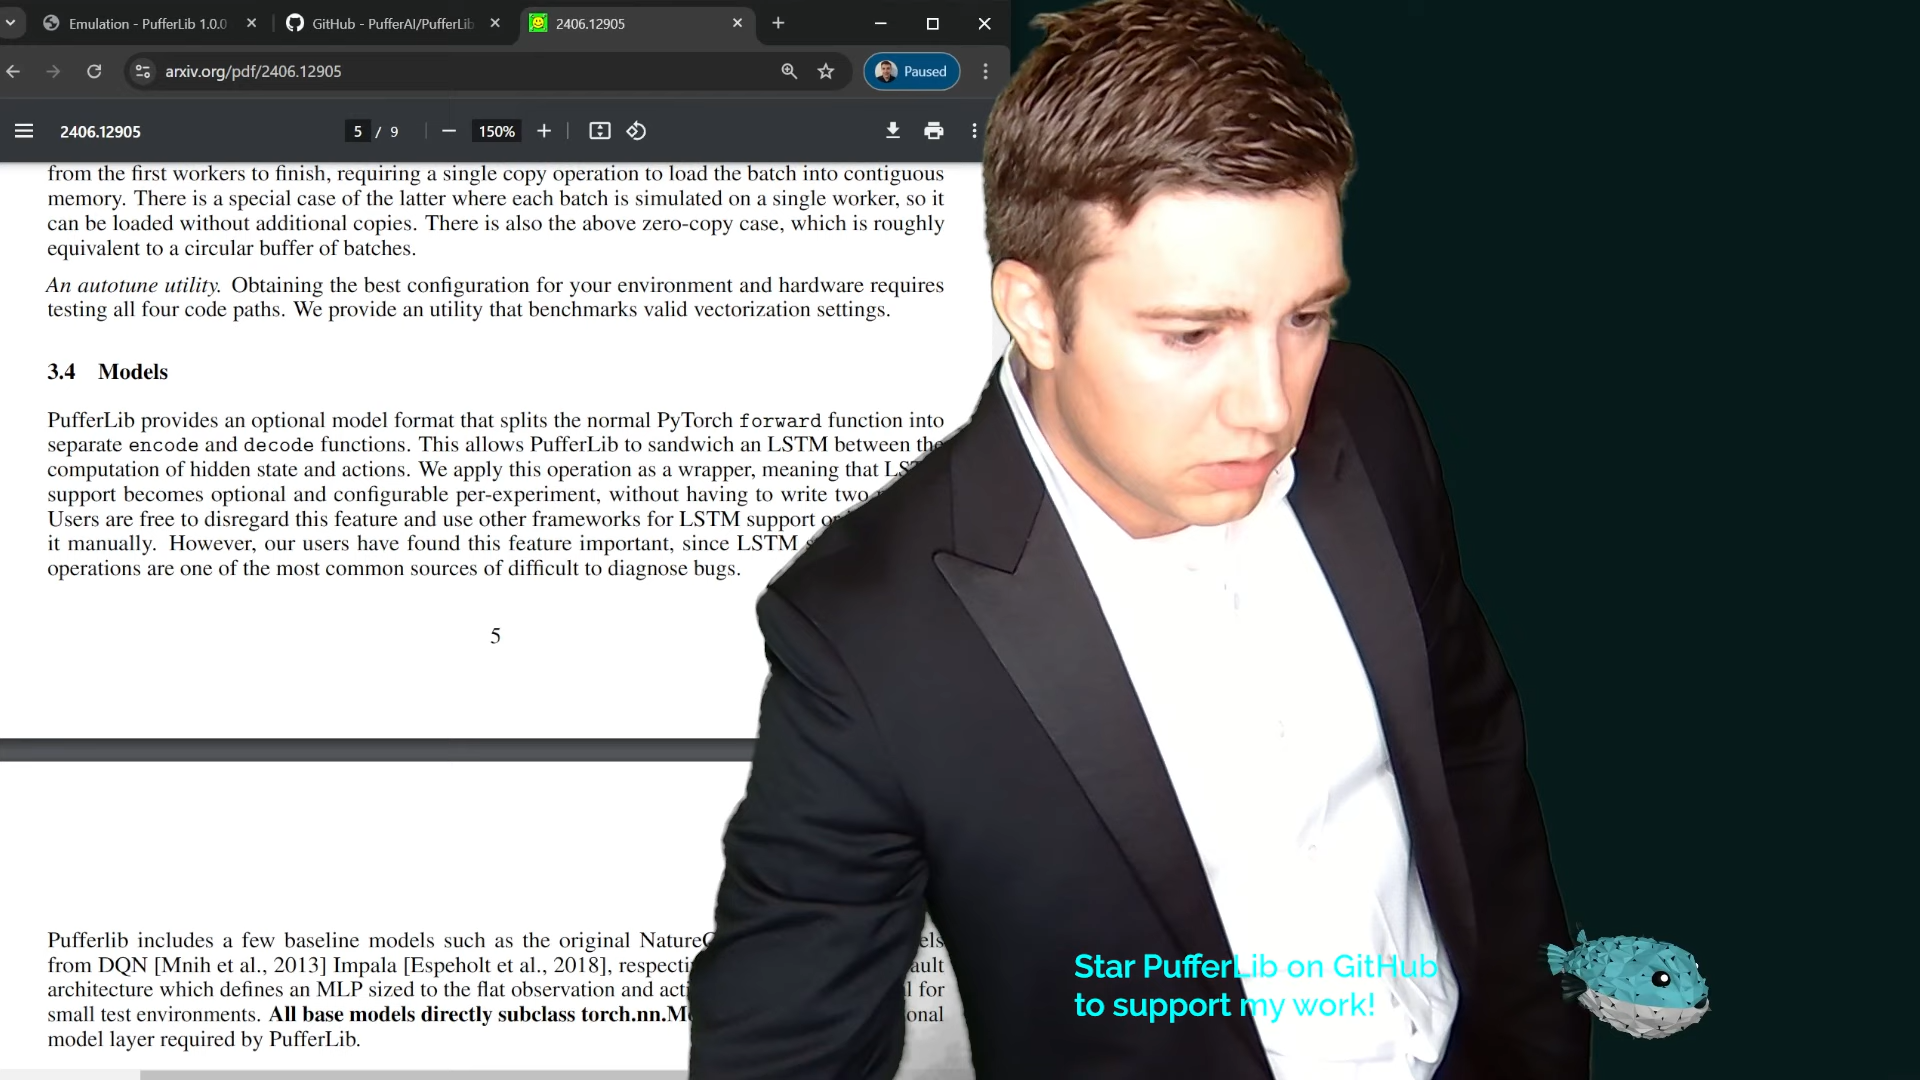 Emulation - PufferLib 1.0.0
GitHub - PufferAI/PufferLib
2406.12905
arxiv.org/pdf/2406.12905
Paused
2406.12905
5 / 9
150%
from the first workers to finish, requiring a single copy operation to load the batch into contiguous
memory. There is a special case of the latter where each batch is simulated on a single worker, so it
can be loaded without additional copies. There is also the above zero-copy case, which is roughly
equivalent to a circular buffer of batches.
An autotune utility. Obtaining the best configuration for your environment and hardware requires
testing all four code paths. We provide an utility that benchmarks valid vectorization settings.
3.4 Models
PufferLib provides an optional model format that splits the normal PyTorch forward function into
separate encode and decode functions. This allows PufferLib to sandwich an LSTM between the
computation of hidden state and actions. We apply this operation as a wrapper, meaning that
support becomes optional and configurable per-experiment, without having to write two
Users are free to disregard this feature and use other frameworks for LSTM support
it manually. However, our users have found this feature important, since LSTM
operations are one of the most common sources of difficult to diagnose bugs.
5
Pufferlib includes a few baseline models such as the original
from DQN [Mnih et al., 2013] Impala [Espeholt et al., 2018],
architecture which defines an MLP sized to the flat observation and for
small test environments. All base models directly subclass
model layer required by PufferLib.
Star PufferLib on GitHub
to support my work!